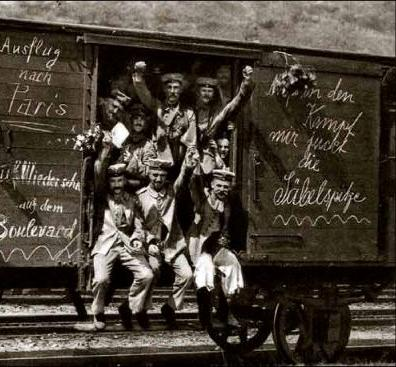 Ausflug
nach
Paris
Wiedersehn
auf dem
Boulevard
Auf in den
Kampf
mir juckt
die
Säbelspitze